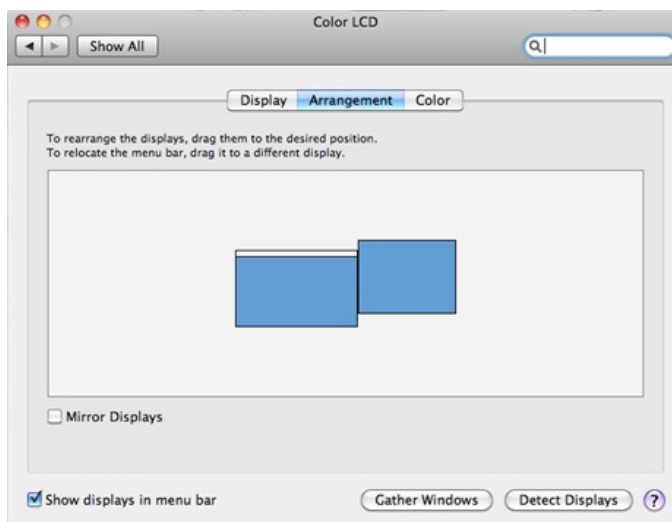 Color LCD
Show All
Display Arrangement Color
To rearrange the displays, drag them to the desired position.
To relocate the menu bar, drag it to a different display.
Mirror Displays
Show displays in menu bar Gather Windows Detect Displays ?